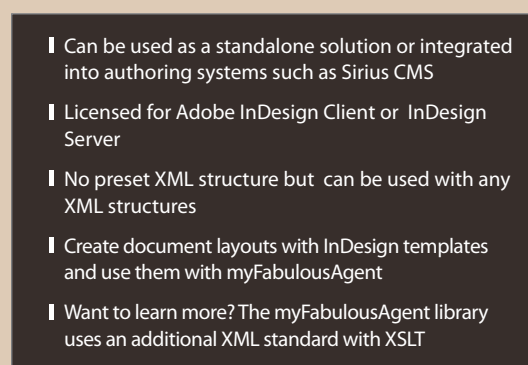 Can be used as a standalone solution or integrated
into authoring systems such as Sirius CMS
Licensed for Adobe InDesign Client or InDesign
Server
No preset XML structure but can be used with any
XML structures
Create document layouts with InDesign templates
and use them with myFabulousAgent
Want to learn more? The myFabulousAgent library
uses an additional XML standard with XSLT